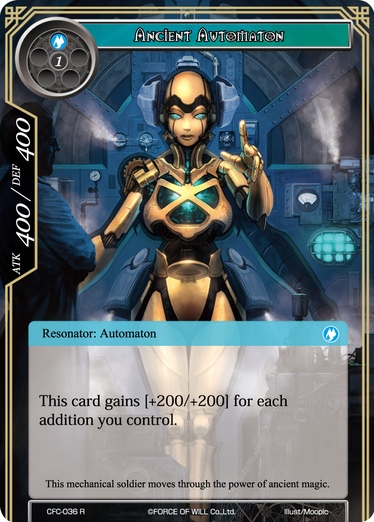 Ancient Automaton
1
ATK 400 / DEF 400
Resonator: Automaton
This card gains [+200/+200] for each
addition you control.
This mechanical soldier moves through the power of ancient magic.
CFC-036 R ©FORCE OF WILL Co.,Ltd. Illust/Moopic